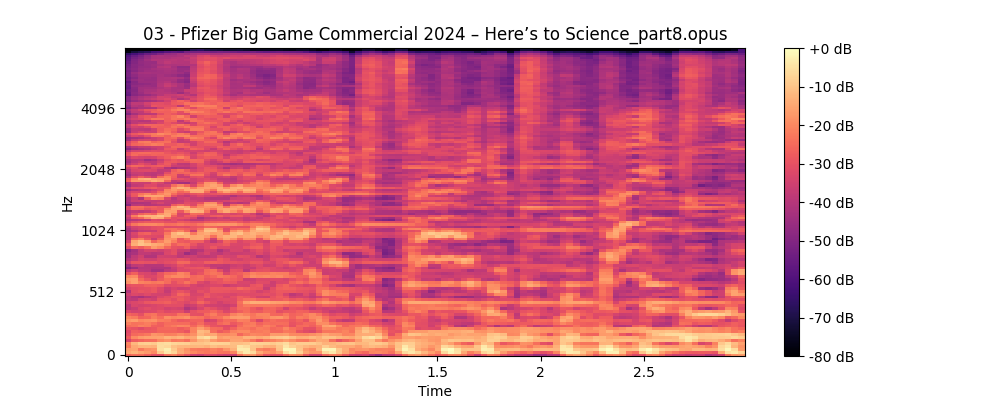 03 - Pfizer Big Game Commercial 2024 – Here’s to Science_part8.opus
Hz
4096
2048
1024
512
0
0
0.5
1
1.5
2
2.5
Time
+0 dB
-10 dB
-20 dB
-30 dB
-40 dB
-50 dB
-60 dB
-70 dB
-80 dB